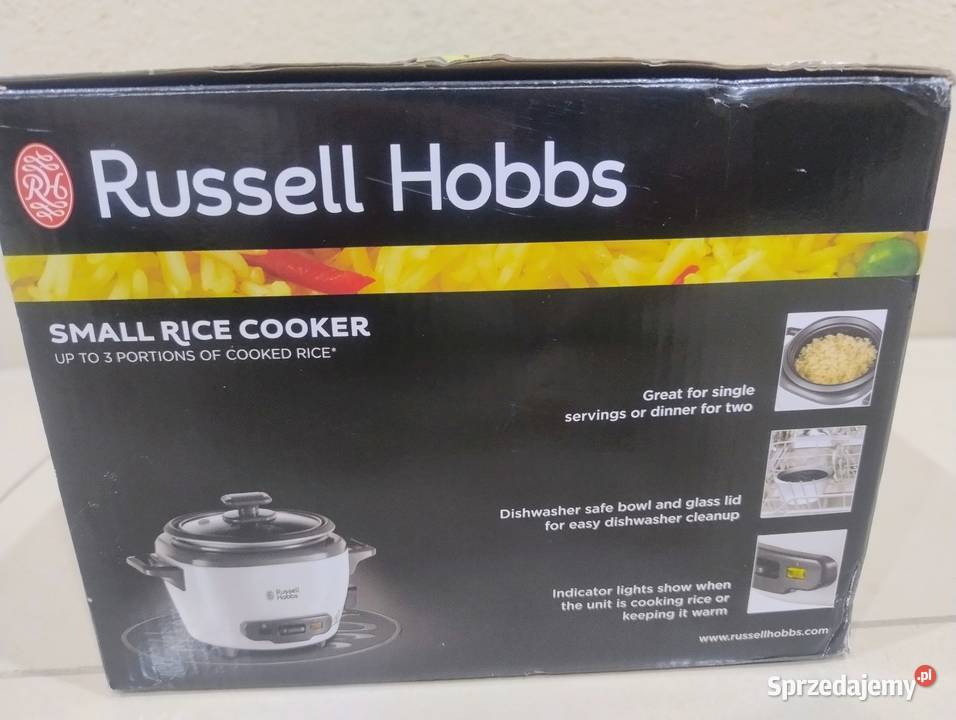 RH
Russell Hobbs
SMALL RICE COOKER
UP TO 3 PORTIONS OF COOKED RICE*
Great for single
servings or dinner for two
Dishwasher safe bowl and glass lid
for easy dishwasher cleanup
Indicator lights show when
the unit is cooking rice or
keeping it warm
www.russellhobbs.com
Russell
Hobbs
Sprzedajemy.pl